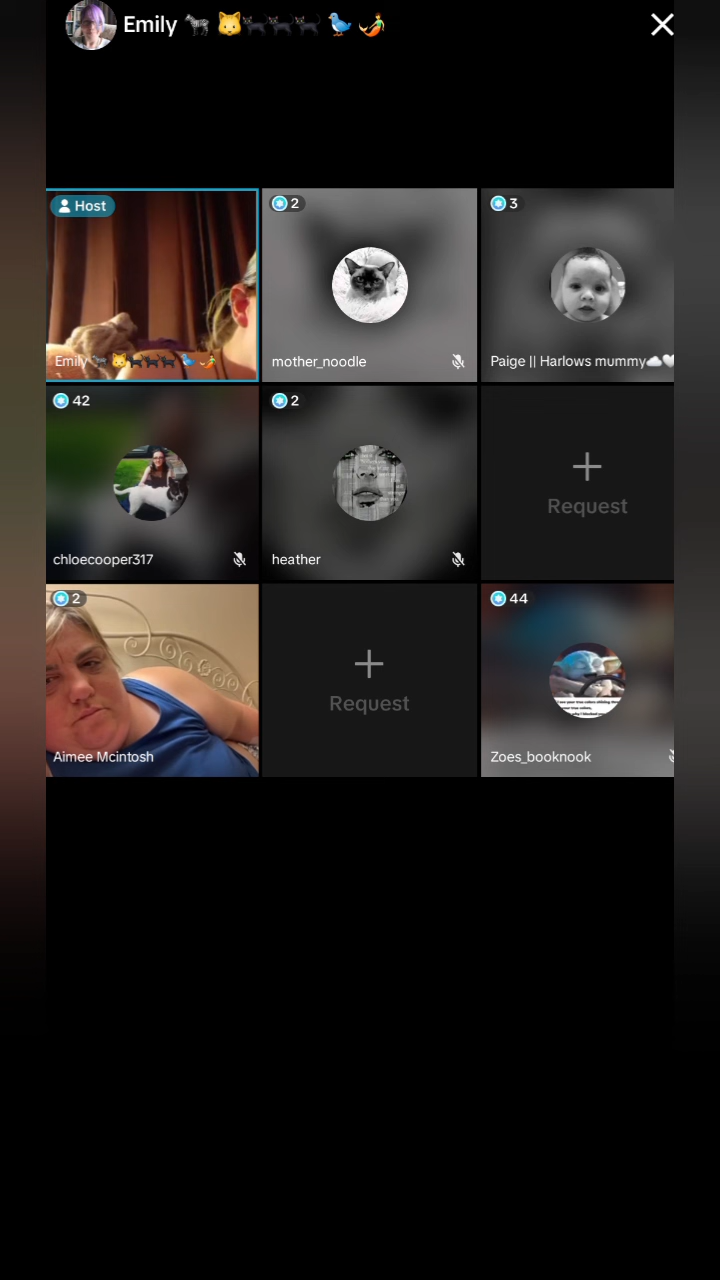 Emily 🦓 🐱🐈‍⬛🐈‍⬛🐈‍⬛ 🐦 🧜
Host
2
3
Emily 🦓 🐱🐈‍⬛🐈‍⬛🐈‍⬛ 🐦 🧜
mother_noodle
Paige || Harlows mummy☁️🤍
42
2
Request
chloecooper317
heather
2
44
Request
Aimee Mcintosh
Zoes_booknook